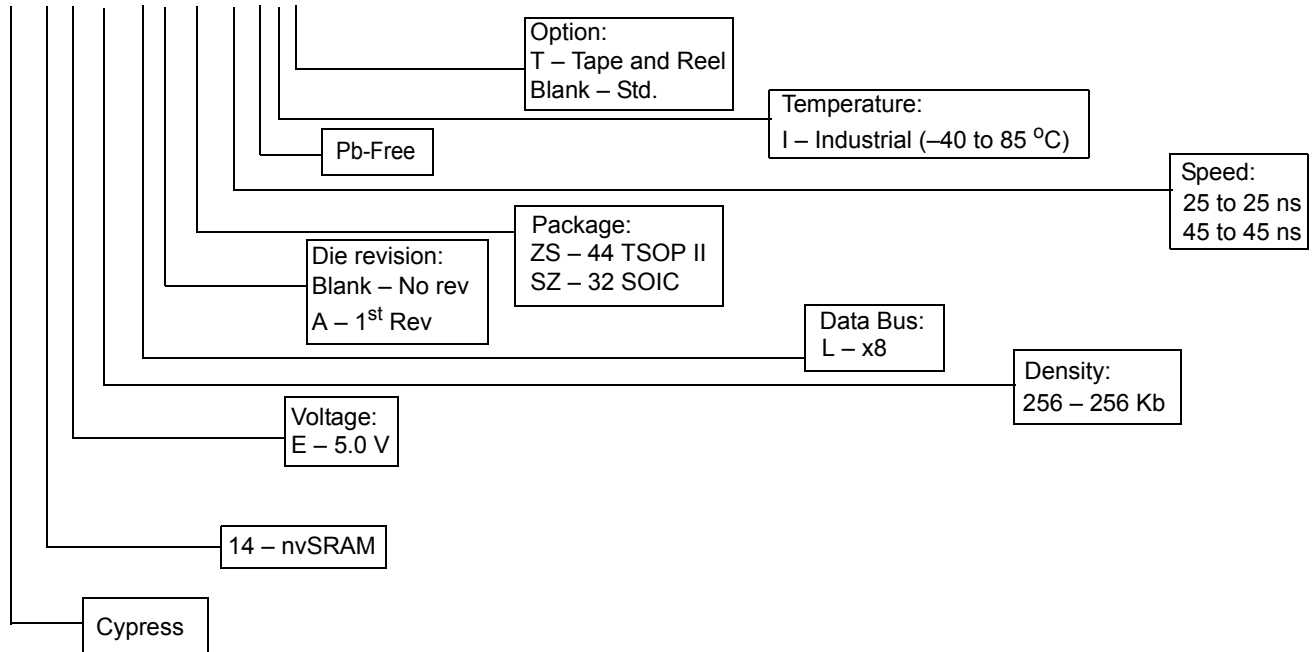 Option:
T – Tape and Reel
Blank – Std.
Temperature:
I – Industrial (–40 to 85 ºC)
Pb-Free
Speed:
25 to 25 ns
45 to 45 ns
Package:
ZS – 44 TSOP II
SZ – 32 SOIC
Die revision:
Blank – No rev
A – 1st Rev
Data Bus:
L – x8
Density:
256 – 256 Kb
Voltage:
E – 5.0 V
14 – nvSRAM
Cypress